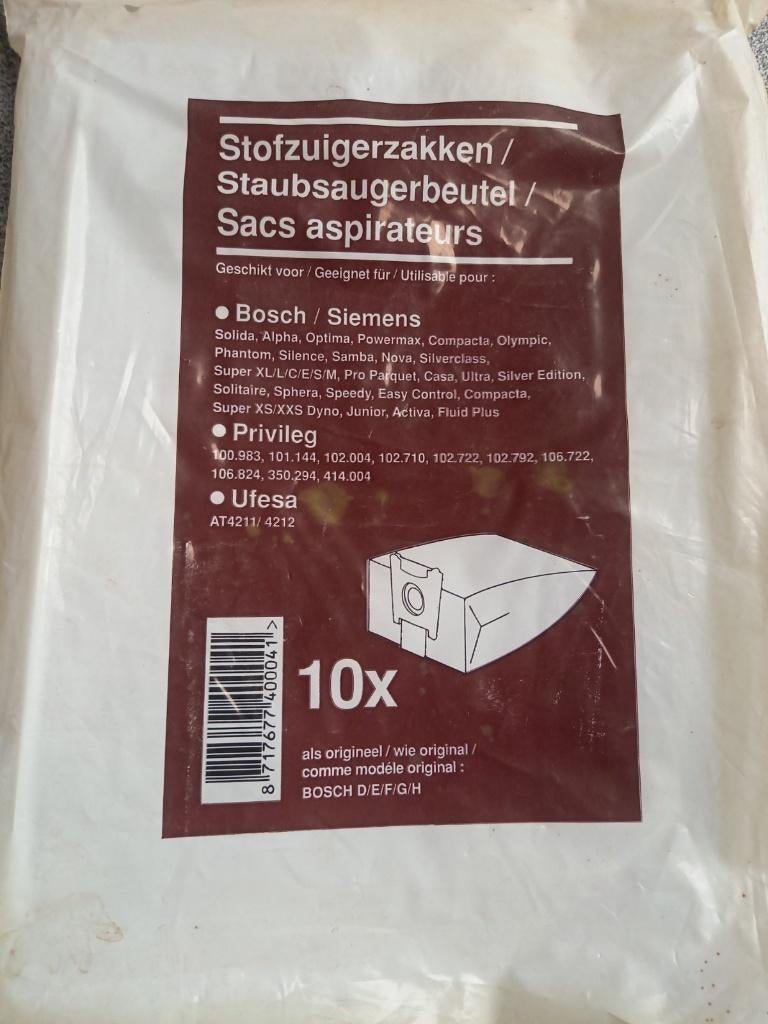 Stofzuigerzakken /
Staubsaugerbeutel /
Sacs aspirateurs
Geschikt voor / Geeignet für / Utilisable pour :
● Bosch / Siemens
Solida, Alpha, Optima, Powermax, Compacta, Olympic,
Phantom, Silence, Samba, Nova, Silverclass,
Super XL/L/C/E/S/M, Pro Parquet, Casa, Ultra, Silver Edition,
Solitaire, Sphera, Speedy, Easy Control, Compacta,
Super XS/XXS Dyno, Junior, Activa, Fluid Plus
● Privileg
100.983, 101.144, 102.004, 102.710, 102.722, 102.792, 106.722,
106.824, 350.294, 414.004
● Ufesa
AT4211/ 4212
10x
als origineel / wie original /
comme modéle original :
BOSCH D/E/F/G/H
8 717677 400041 >